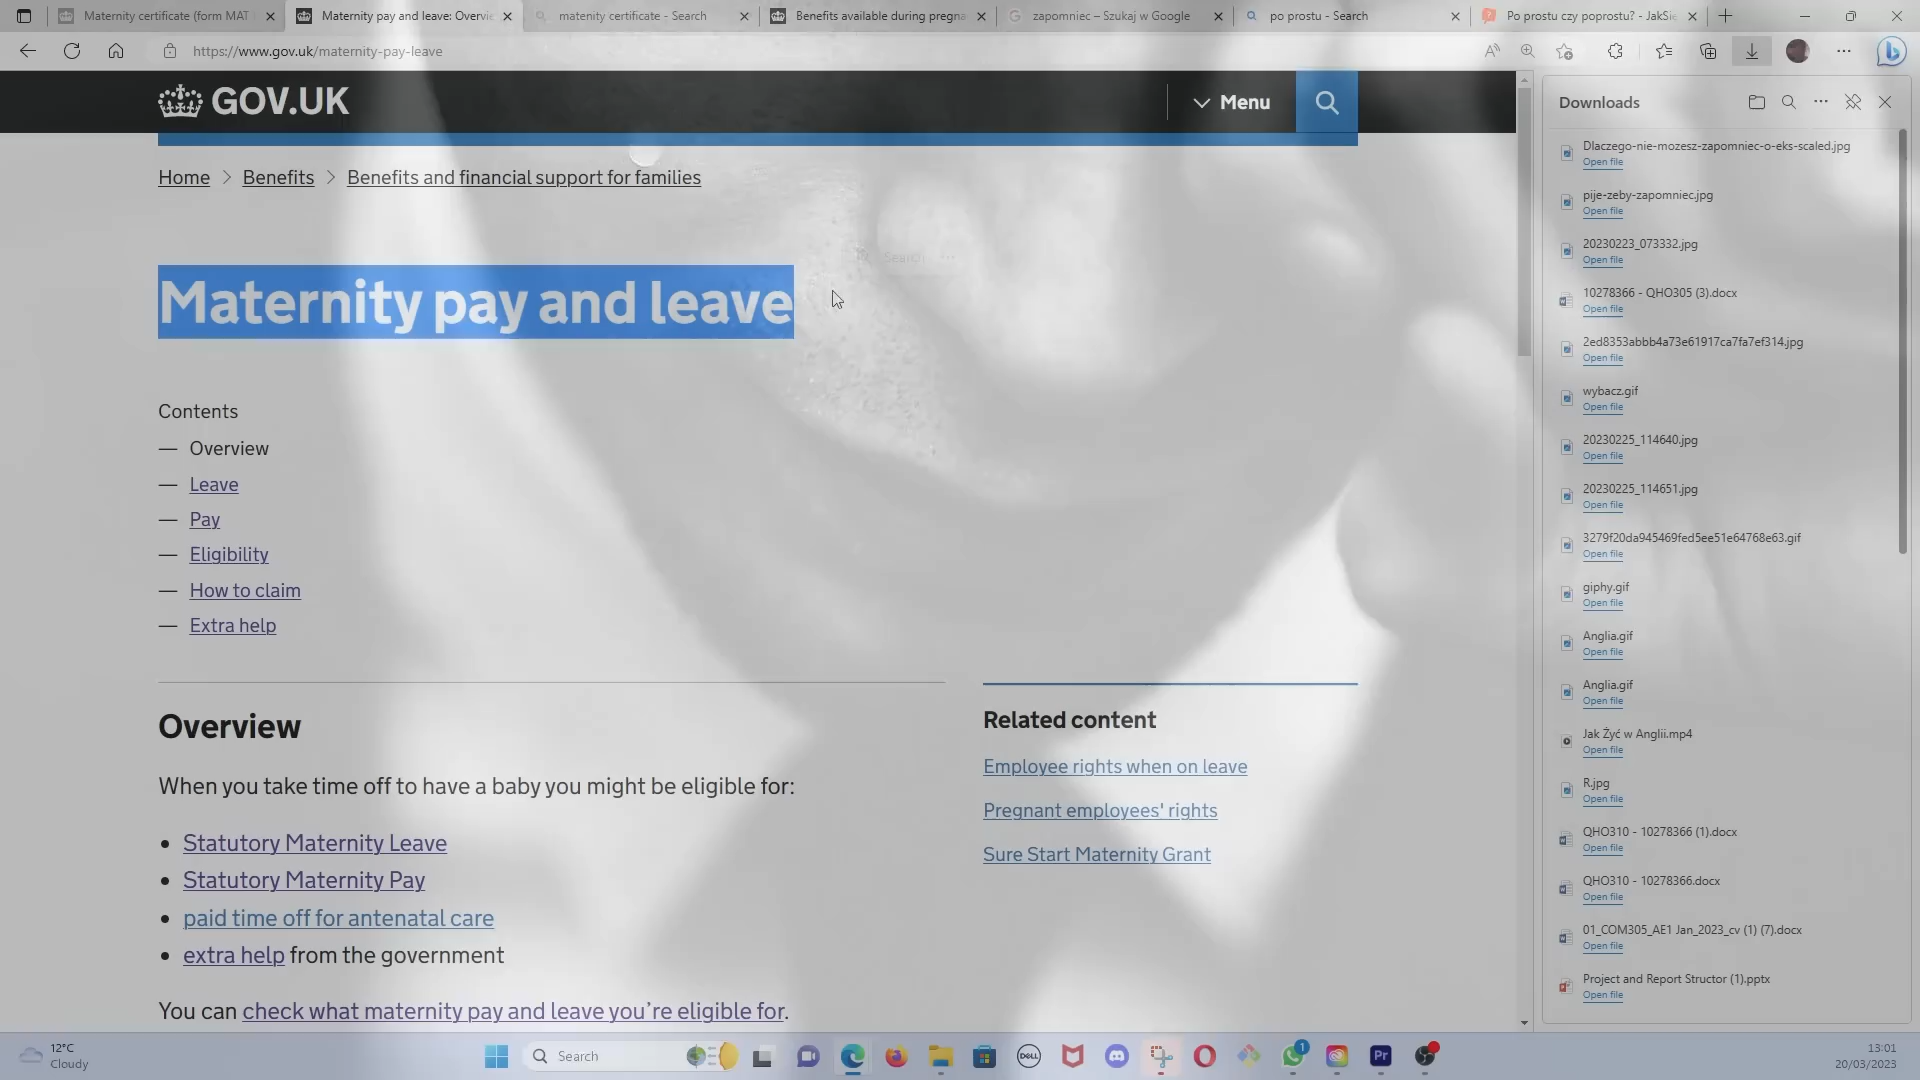 Maternity certificate (form MAT
Maternity pay and leave: Overvie
matenity certificate - Search
Benefits available during pregna
zapomniec – Szukaj w Google
po prostu - Search
Po prostu czy poprostu? - JakSie
https://www.gov.uk/maternity-pay-leave
GOV.UK
Menu
Home
Benefits
Benefits and financial support for families
Search
Maternity pay and leave
Contents
— Overview
— Leave
— Pay
— Eligibility
— How to claim
— Extra help
Overview
When you take time off to have a baby you might be eligible for:
• Statutory Maternity Leave
• Statutory Maternity Pay
• paid time off for antenatal care
• extra help from the government
You can check what maternity pay and leave you’re eligible for.
Related content
Employee rights when on leave
Pregnant employees' rights
Sure Start Maternity Grant
Downloads
Dlaczego-nie-mozesz-zapomniec-o-eks-scaled.jpg
Open file
pije-zeby-zapomniec.jpg
Open file
20230223_073332.jpg
Open file
10278366 - QHO305 (3).docx
Open file
2ed8353abbb4a73e61917ca7fa7ef314.jpg
Open file
wybacz.gif
Open file
20230225_114640.jpg
Open file
20230225_114651.jpg
Open file
3279f20da945469fed5ee51e64768e63.gif
Open file
giphy.gif
Open file
Anglia.gif
Open file
Anglia.gif
Open file
Jak Żyć w Anglii.mp4
Open file
R.jpg
Open file
QHO310 - 10278366 (1).docx
Open file
QHO310 - 10278366.docx
Open file
01_COM305_AE1 Jan_2023_cv (1) (7).docx
Open file
Project and Report Structor (1).pptx
Open file
12°C
Cloudy
Search
DELL
1
Pr
13:01
20/03/2023